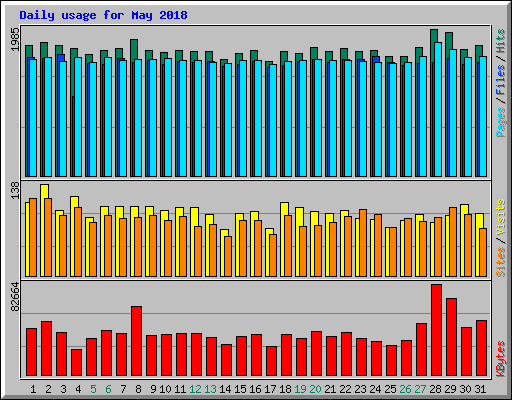 Daily usage for May 2018
1985
Pages / Files / Hits
138
Sites / Visits
82664
KBytes
1 2 3 4 5 6 7 8 9 10 11 12 13 14 15 16 17 18 19 20 21 22 23 24 25 26 27 28 29 30 31